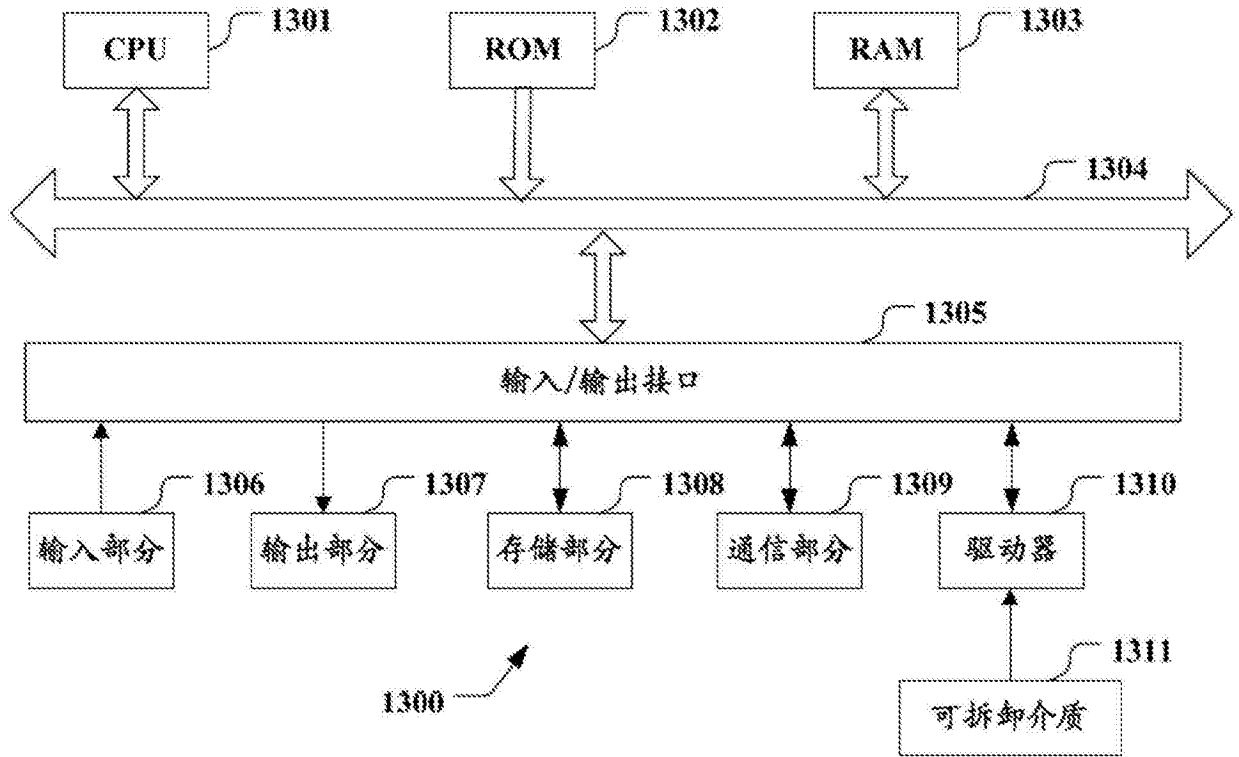 1301
1302
1303
CPU
ROM
RAM
1304
1305
输入/输出接口
1306
1307
1308
1309
1310
输入部分
输出部分
存储部分
通信部分
驱动器
1311
1300
可拆卸介质